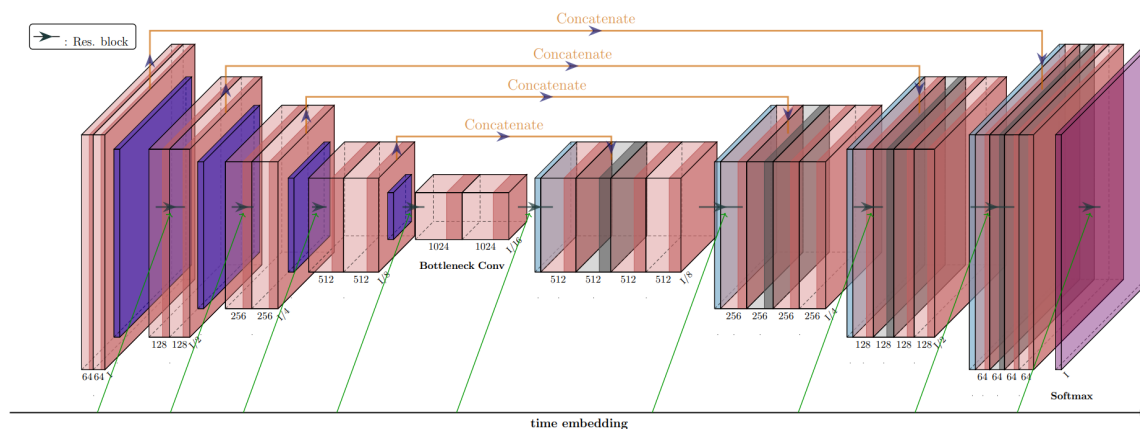 Concatenate
: Res. block
Concatenate
Concatenate
Concatenate
64 64 1
128 128 1/2
256 256 1/4
512 512 1/8
1024 1024 1/16
Bottleneck Conv
512 512 512 512 1/8
256 256 256 256 1/4
128 128 128 128 1/2
64 64 64 64
1
Softmax
time embedding